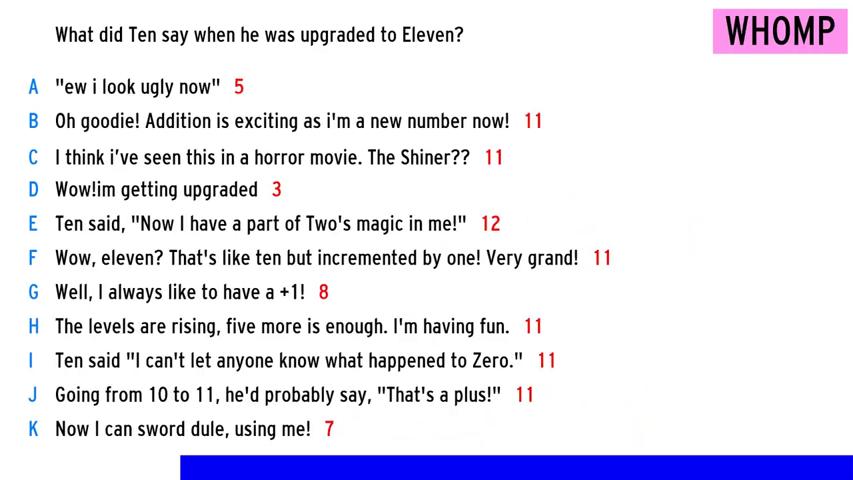 What did Ten say when he was upgraded to Eleven?
WHOMP
A "ew i look ugly now" 5
B Oh goodie! Addition is exciting as i'm a new number now! 11
C I think i've seen this in a horror movie. The Shiner?? 11
D Wow!im getting upgraded 3
E Ten said, "Now I have a part of Two's magic in me!" 12
F Wow, eleven? That's like ten but incremented by one! Very grand! 11
G Well, I always like to have a +1! 8
H The levels are rising, five more is enough. I'm having fun. 11
I Ten said "I can't let anyone know what happened to Zero." 11
J Going from 10 to 11, he'd probably say, "That's a plus!" 11
K Now I can sword dule, using me! 7